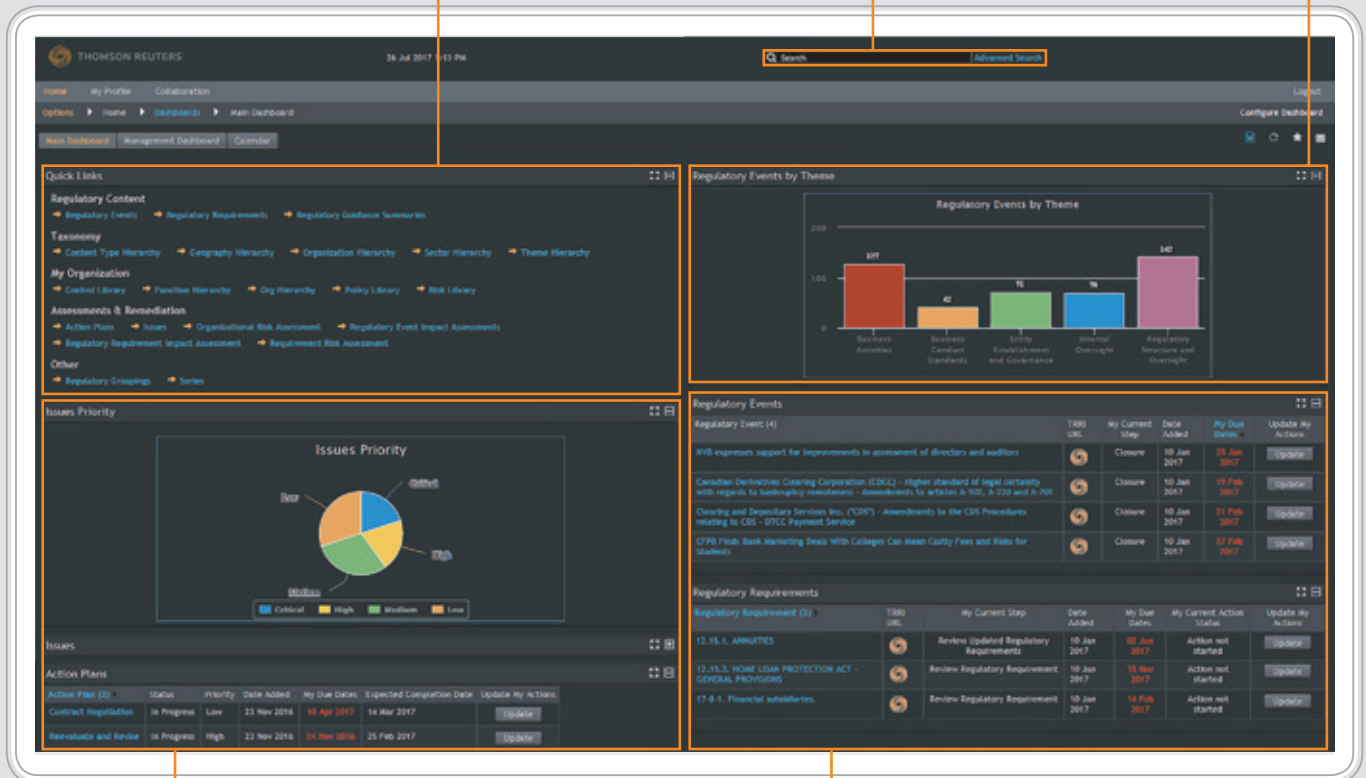 THOMSON REUTERS
26 Jul 2017 1:13 PM
Search Advanced Search
Home My Profile Collaboration Logout
Options Home Dashboards Main Dashboard Configure Dashboard
Main Dashboard Management Dashboard Calendar
Quick Links
Regulatory Content
Regulatory Events Regulatory Requirements Regulatory Guidance Summaries
Taxonomy
Content Type Hierarchy Geography Hierarchy Organization Hierarchy Sector Hierarchy Theme Hierarchy
My Organization
Control Library Function Hierarchy Org Hierarchy Policy Library Risk Library
Assessments & Remediation
Action Plans Issues Organizational Risk Assessment Regulatory Event Impact Assessments
Regulatory Requirement Impact Assessment Requirement Risk Assessment
Other
Regulatory Groupings Series
Regulatory Events by Theme
Regulatory Events by Theme
200
100
0
42
142
Business Activities
Business Conduct Standards
Entity Establishment and Governance
Internal Oversight
Regulatory Structure and Oversight
Issues Priority
Issues Priority
Low
Critical
High
Medium
Critical High Medium Low
Issues
Action Plans
Action Plan (2) Status Priority Date Added My Due Dates Expected Completion Date Update My Actions
Contract Negotiation In Progress Low 23 Nov 2016 10 Apr 2017 14 Mar 2017 Update
Reevaluate and Revise In Progress High 23 Nov 2016 24 Nov 2016 25 Feb 2017 Update
Regulatory Events
Regulatory Event (4) TRRI URL My Current Step Date Added My Due Dates Update My Actions
expresses support for improvements in assessment of directors and auditors Closure 10 Jan 2017 25 Jan 2017 Update
Canadian Derivatives Clearing Corporation (CDCC) - Higher standard of legal certainty
with regards to bankruptcy remoteness - Amendments to articles A-102, A-220 and A-701 Closure 10 Jan 2017 19 Feb 2017 Update
Clearing and Depositary Services Inc. ("CDS") - Amendments to the CDS Procedures
relating to CDS - DTCC Payment Service Closure 10 Jan 2017 21 Feb 2017 Update
CFPB Finds Bank Marketing Deals With Colleges Can Mean Costly Fees and Risks for
Students Closure 10 Jan 2017 27 Feb 2017 Update
Regulatory Requirements
Regulatory Requirement (3) TRRI URL My Current Step Date Added My Due Dates My Current Action Status Update My Actions
12.15.1. ANNUITIES Review Updated Regulatory Requirements 10 Jan 2017 02 Jun 2017 Action not started Update
12.15.3. HOME LOAN PROTECTION ACT -
GENERAL PROVISIONS Review Regulatory Requirement 10 Jan 2017 15 Mar 2017 Action not started Update
17-8-1. Financial subsidiaries. Review Regulatory Requirement 10 Jan 2017 14 Feb 2017 Action not started Update